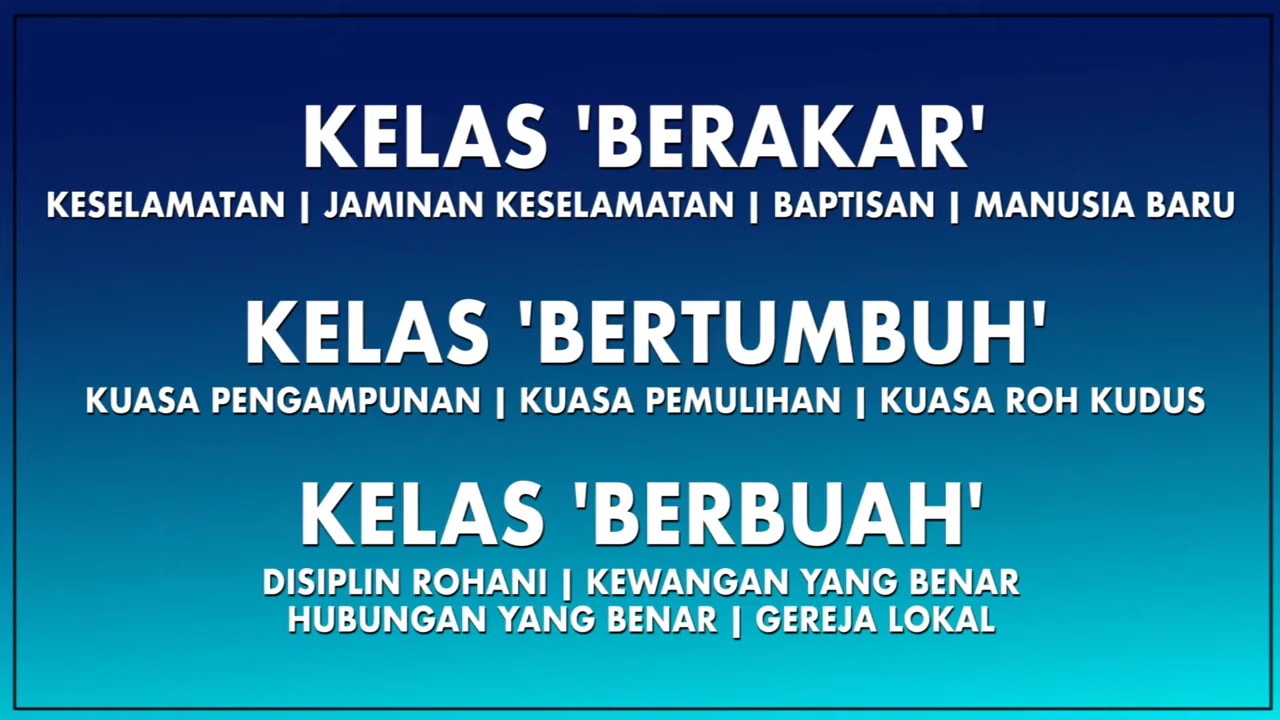 KELAS 'BERAKAR'
KESELAMATAN | JAMINAN KESELAMATAN | BAPTISAN | MANUSIA BARU
KELAS 'BERTUMBUH'
KUASA PENGAMPUNAN | KUASA PEMULIHAN | KUASA ROH KUDUS
KELAS 'BERBUAH'
DISIPLIN ROHANI | KEWANGAN YANG BENAR
HUBUNGAN YANG BENAR | GEREJA LOKAL